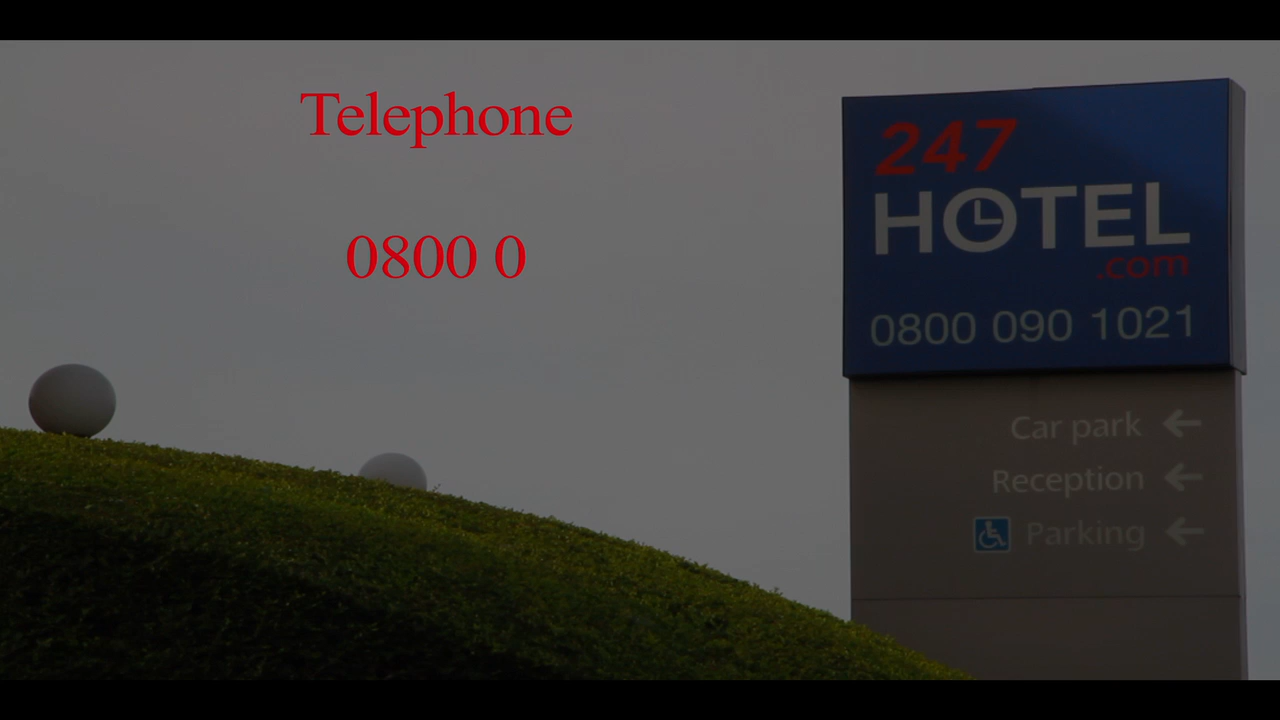 Telephone
0800 0
247
HOTEL
.com
0800 090 1021
Car park
Reception
Parking